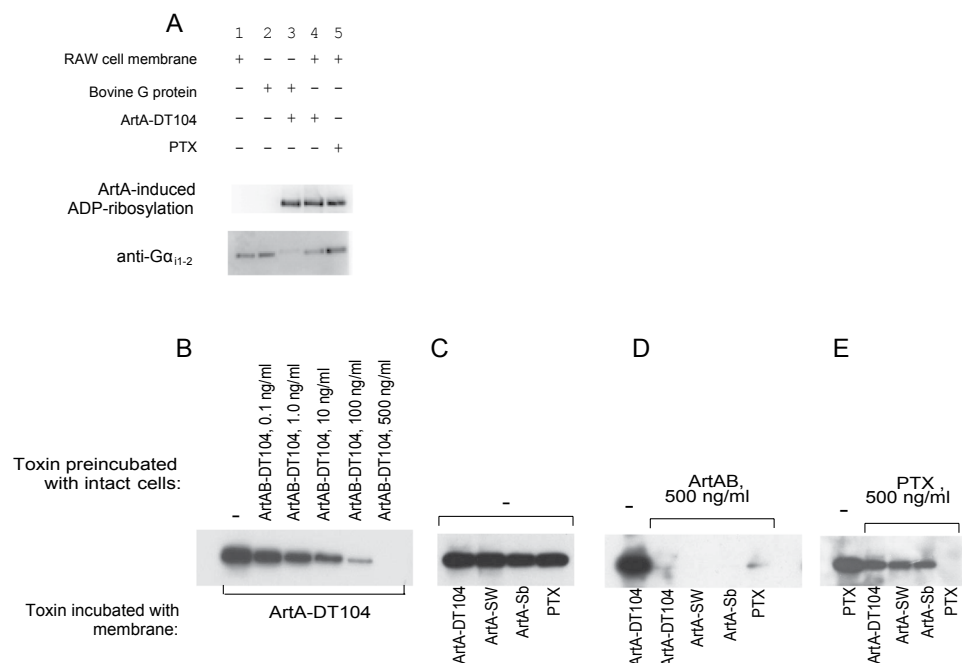 A
1 2 3 4 5
RAW cell membrane + – – + +
Bovine G protein – + + – –
ArtA-DT104 – – + + –
PTX – – – – +
ArtA-induced
ADP-ribosylation
anti-Gαi1-2
B
C
D
E
Toxin preincubated
with intact cells:
–
ArtAB-DT104, 0.1 ng/ml
ArtAB-DT104, 1.0 ng/ml
ArtAB-DT104, 10 ng/ml
ArtAB-DT104, 100 ng/ml
ArtAB-DT104, 500 ng/ml
–
–
ArtAB,
500 ng/ml
–
PTX ,
500 ng/ml
Toxin incubated with
membrane:
ArtA-DT104
ArtA-DT104
ArtA-SW
ArtA-Sb
PTX
ArtA-DT104
ArtA-DT104
ArtA-SW
ArtA-Sb
PTX
PTX
ArtA-DT104
ArtA-SW
ArtA-Sb
PTX